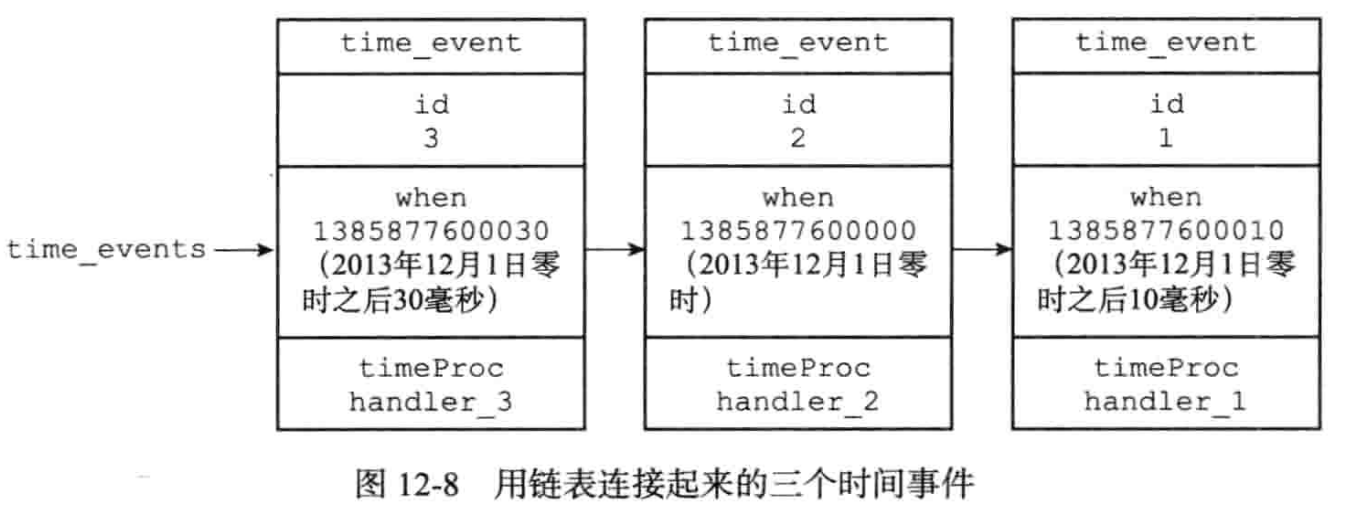 time_event
id
3
when
1385877600030
（2013年12月1日零
时之后30毫秒）
timeProc
handler_3
time_event
id
2
when
1385877600000
（2013年12月1日零
时）
timeProc
handler_2
time_event
id
1
when
1385877600010
（2013年12月1日零
时之后10毫秒）
timeProc
handler_1
time_events
图 12-8 用链表连接起来的三个时间事件